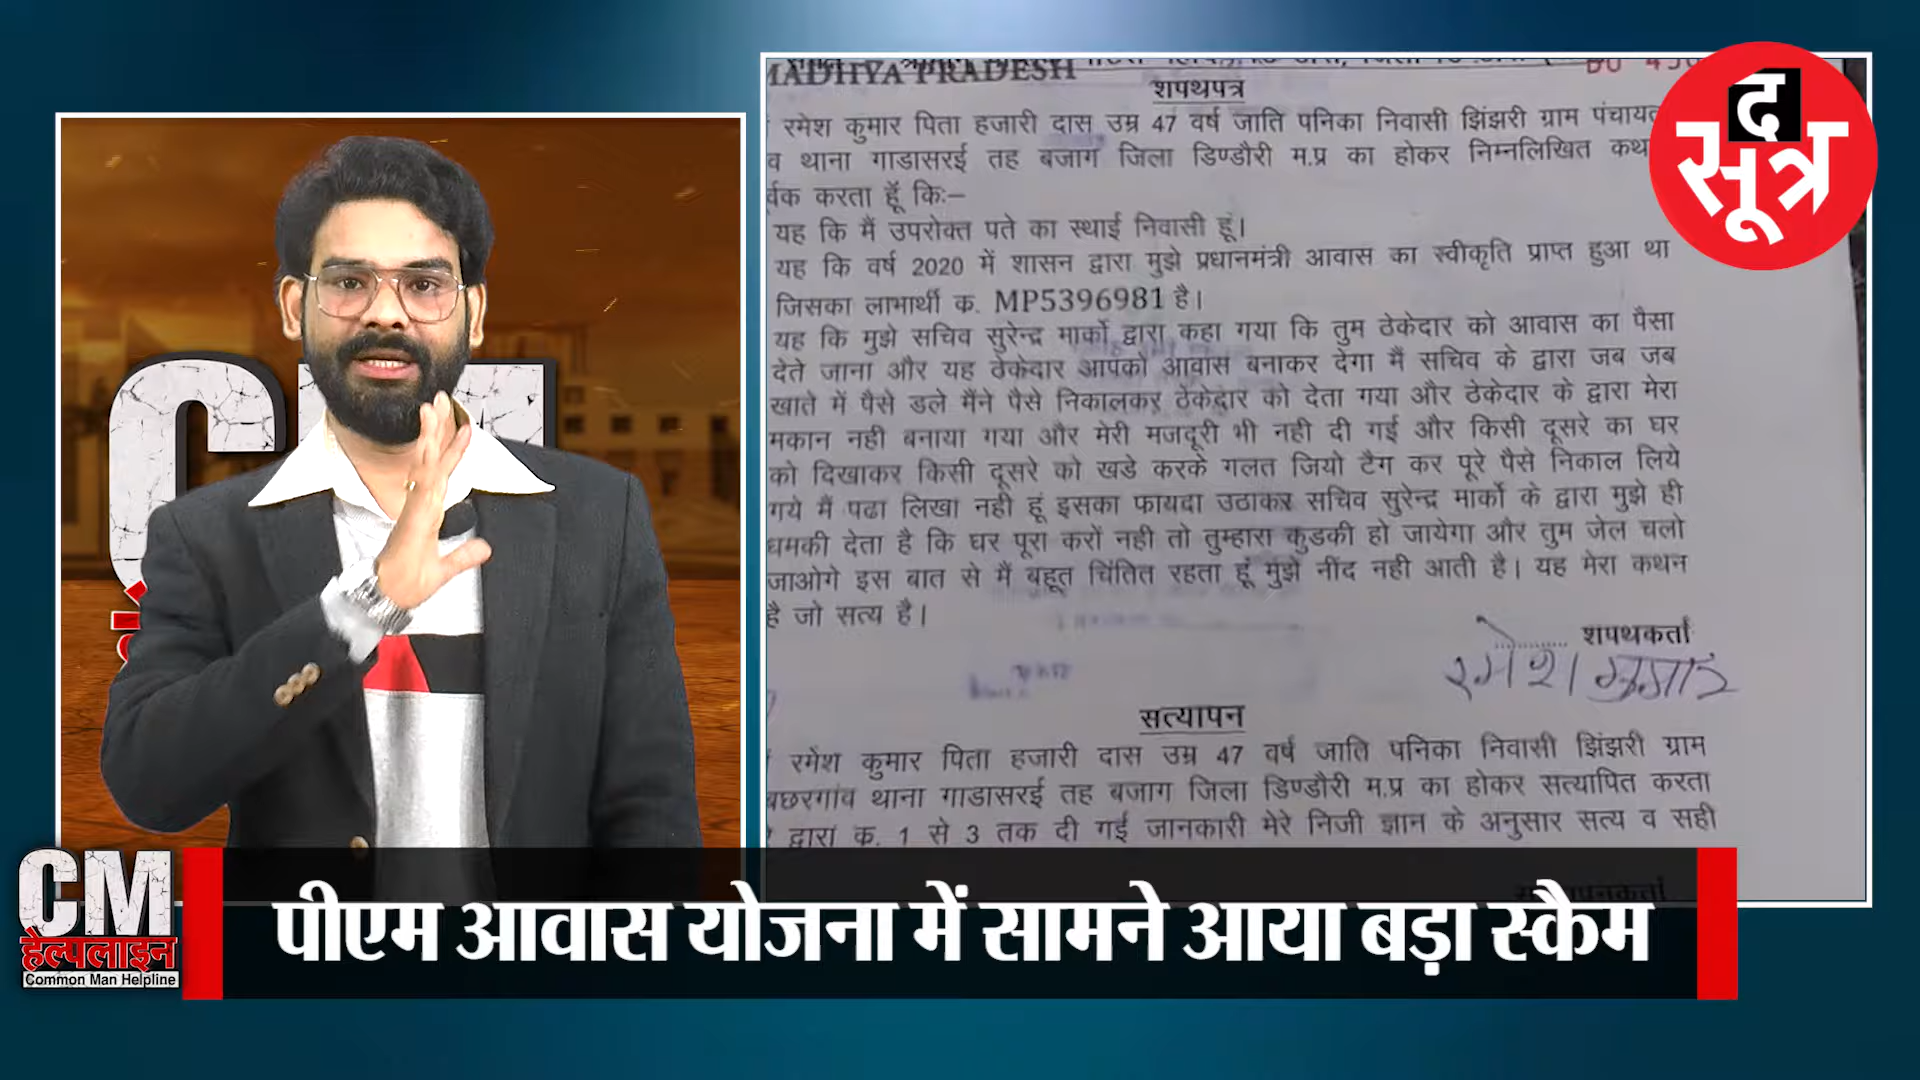 MADHYA PRADESH
शपथपत्र
रमेश कुमार पिता हजारी दास उम्र 47 वर्ष जाति पनिका निवासी झिंझरी ग्राम पंचायत
व थाना गाडासरई तह बजाग जिला डिण्डौरी म.प्र का होकर निम्नलिखित कथ
र्वक करता हूॅं कि:–
यह कि मैं उपरोक्त पते का स्थाई निवासी हूं।
यह कि वर्ष 2020 में शासन द्वारा मुझे प्रधानमंत्री आवास का स्वीकृति प्राप्त हुआ था
जिसका लाभार्थी क. MP5396981 है।
यह कि मुझे सचिव सुरेन्द्र मार्को द्वारा कहा गया कि तुम ठेकेदार को आवास का पैसा
देते जाना और यह ठेकेदार आपको आवास बनाकर देगा मैं सचिव के द्वारा जब जब
खाते में पैसे डले मैंने पैसे निकालकर ठेकेदार को देता गया और ठेकेदार के द्वारा मेरा
मकान नही बनाया गया और मेरी मजदूरी भी नही दी गई और किसी दूसरे का घर
को दिखाकर किसी दूसरे को खडे करके गलत जियो टैग कर पूरे पैसे निकाल लिये
गये मैं पढा लिखा नही हूं इसका फायदा उठाकर सचिव सुरेन्द्र मार्को के द्वारा मुझे ही
धमकी देता है कि घर पूरा करों नही तो तुम्हारा कुडकी हो जायेगा और तुम जेल चलो
जाओगे इस बात से मैं बहूत चिंतित रहता हूं मुझे नींद नही आती है। यह मेरा कथन
है जो सत्य है।
शपथकर्ता
रमेश कुमार
सत्यापन
रमेश कुमार पिता हजारी दास उम्र 47 वर्ष जाति पनिका निवासी झिंझरी ग्राम
बछरगांव थाना गाडासरई तह बजाग जिला डिण्डौरी म.प्र का होकर सत्यापित करता
द्वारा क. 1 से 3 तक दी गई जानकारी मेरे निजी ज्ञान के अनुसार सत्य व सही
द
सूत्र
CM
CM
हेल्पलाइन
Common Man Helpline
पीएम आवास योजना में सामने आया बड़ा स्कैम